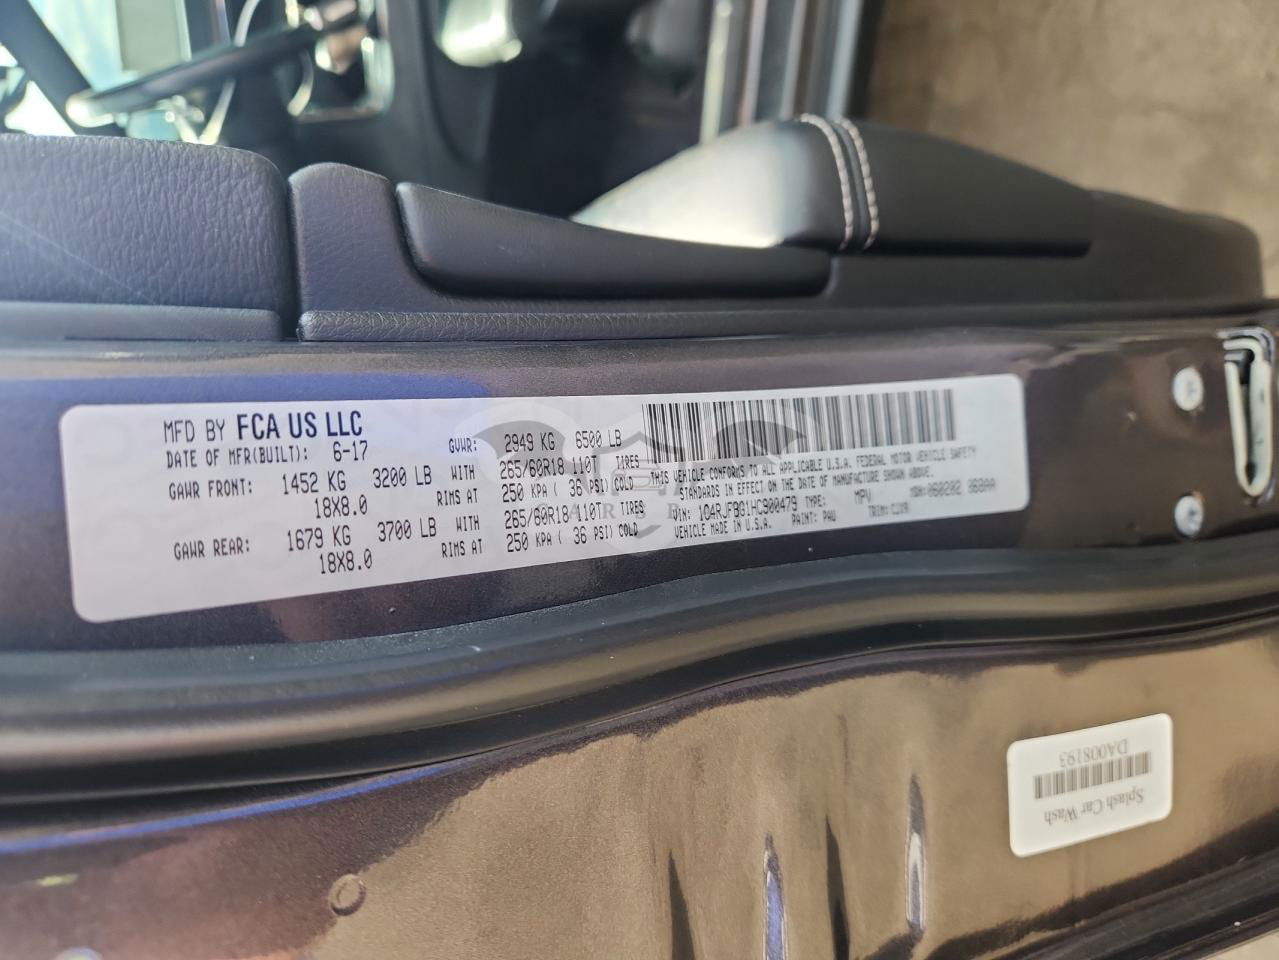 MFD BY FCA US LLC
DATE OF MFR(BUILT): 6-17
GVWR: 2949 KG 6500 LB
GAWR FRONT: 1452 KG 3200 LB WITH 265/60R18 110T TIRES
18X8.0 RIMS AT 250 KPA ( 36 PSI) COLD
GAWR REAR: 1679 KG 3700 LB WITH 265/60R18 110T TIRES
18X8.0 RIMS AT 250 KPA ( 36 PSI) COLD
THIS VEHICLE CONFORMS TO ALL APPLICABLE U.S.A. FEDERAL MOTOR VEHICLE SAFETY
STANDARDS IN EFFECT ON THE DATE OF MANUFACTURE SHOWN ABOVE.
VIN: TYPE: MPV MDH:
VEHICLE MADE IN U.S.A. PAINT: PAU TRIM:
Splash Car Wash
DA008193